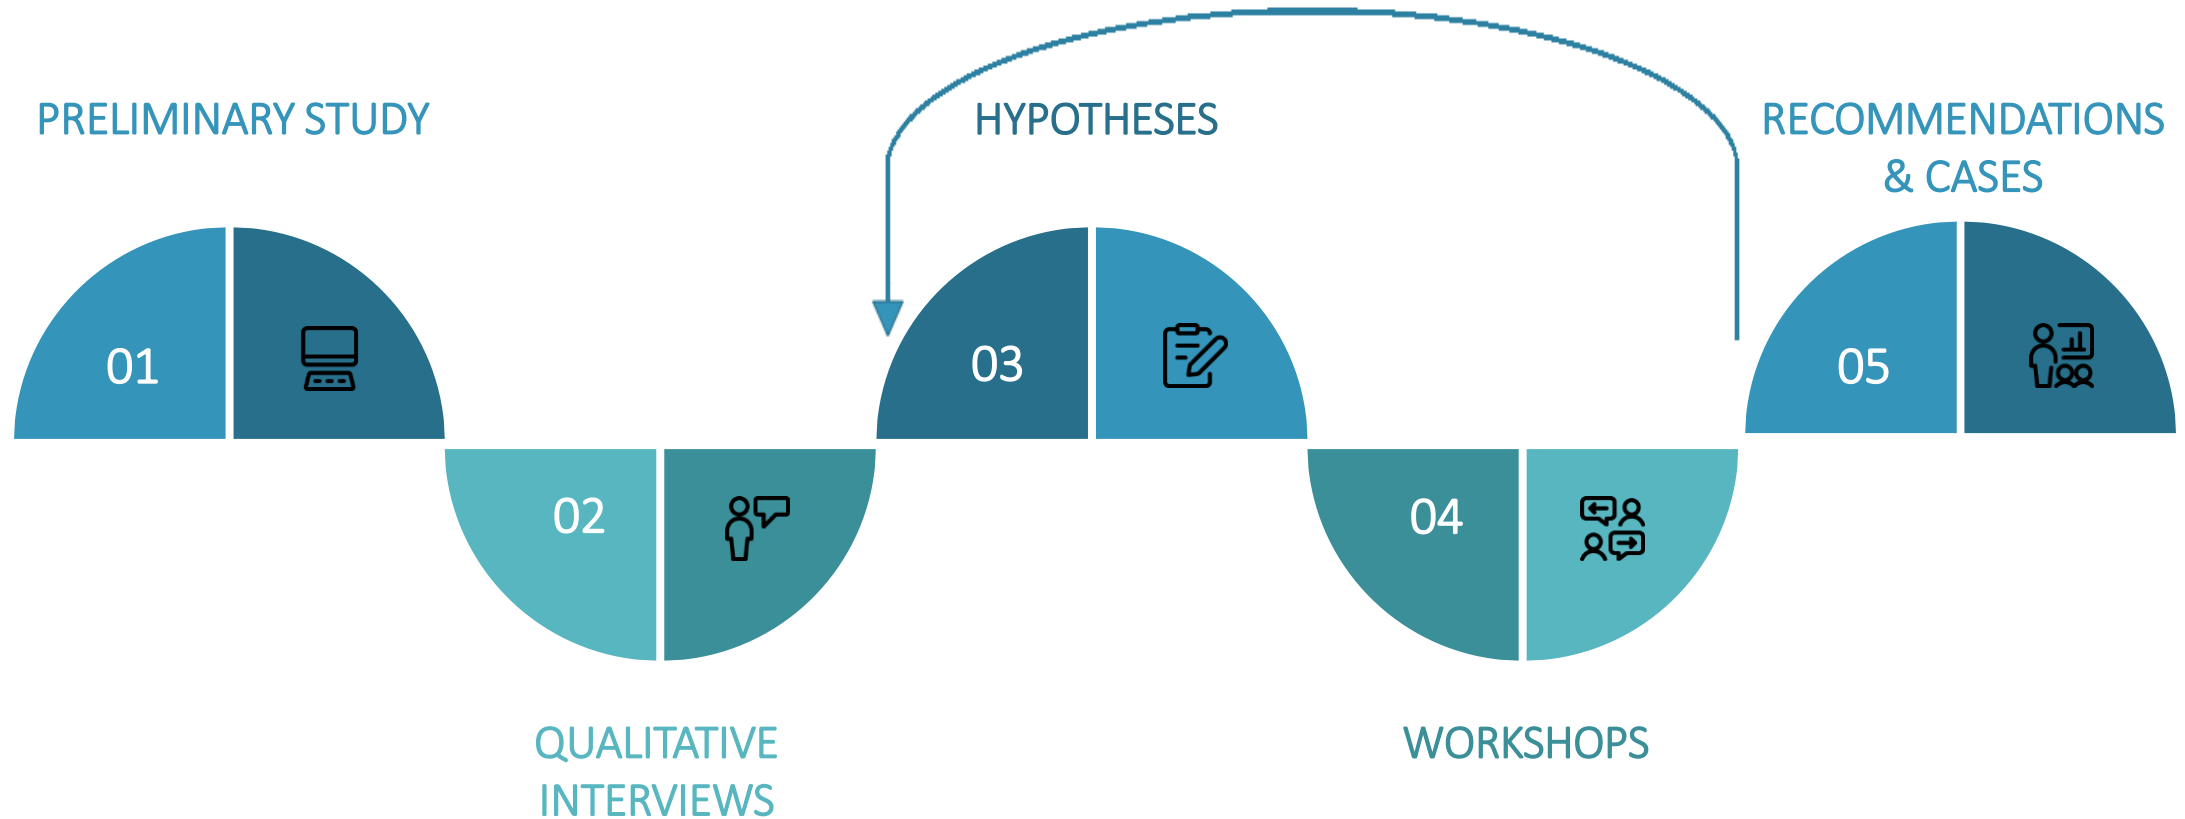 PRELIMINARY STUDY
01
QUALITATIVE
INTERVIEWS
02
HYPOTHESES
03
WORKSHOPS
04
RECOMMENDATIONS
& CASES
05